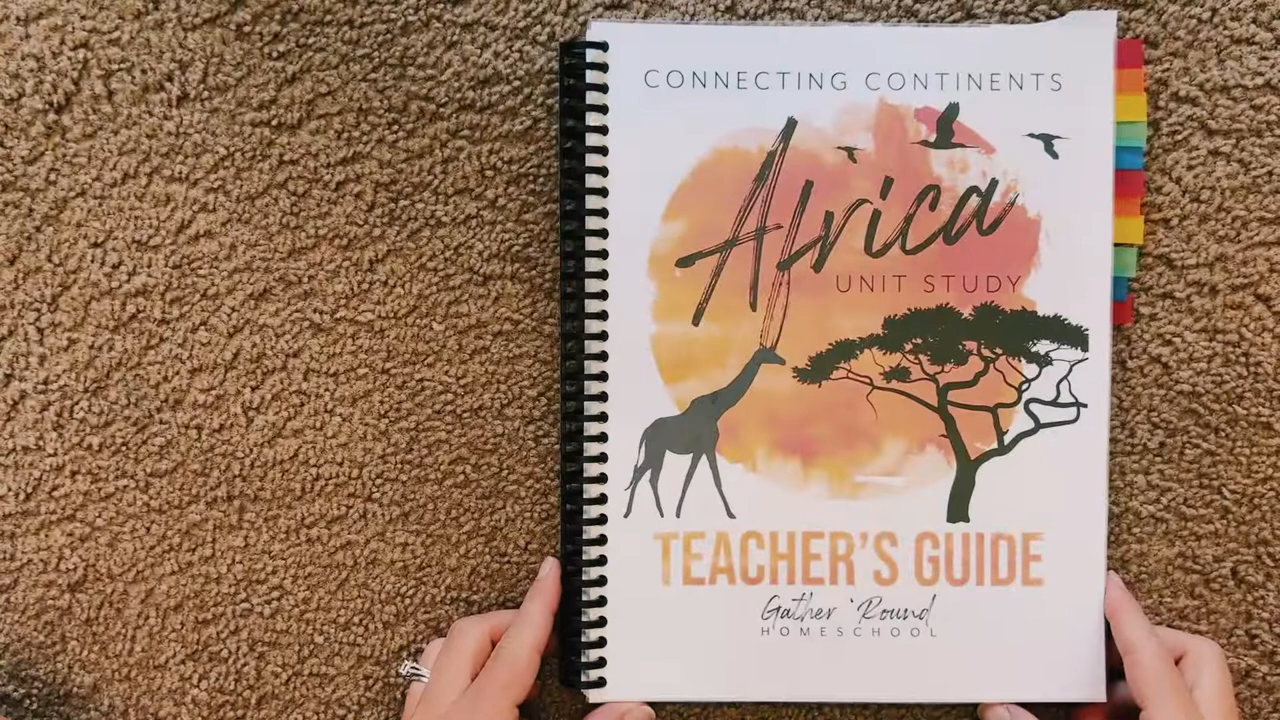 CONNECTING CONTINENTS
Africa
UNIT STUDY
TEACHER'S GUIDE
Gather 'Round
HOMESCHOOL